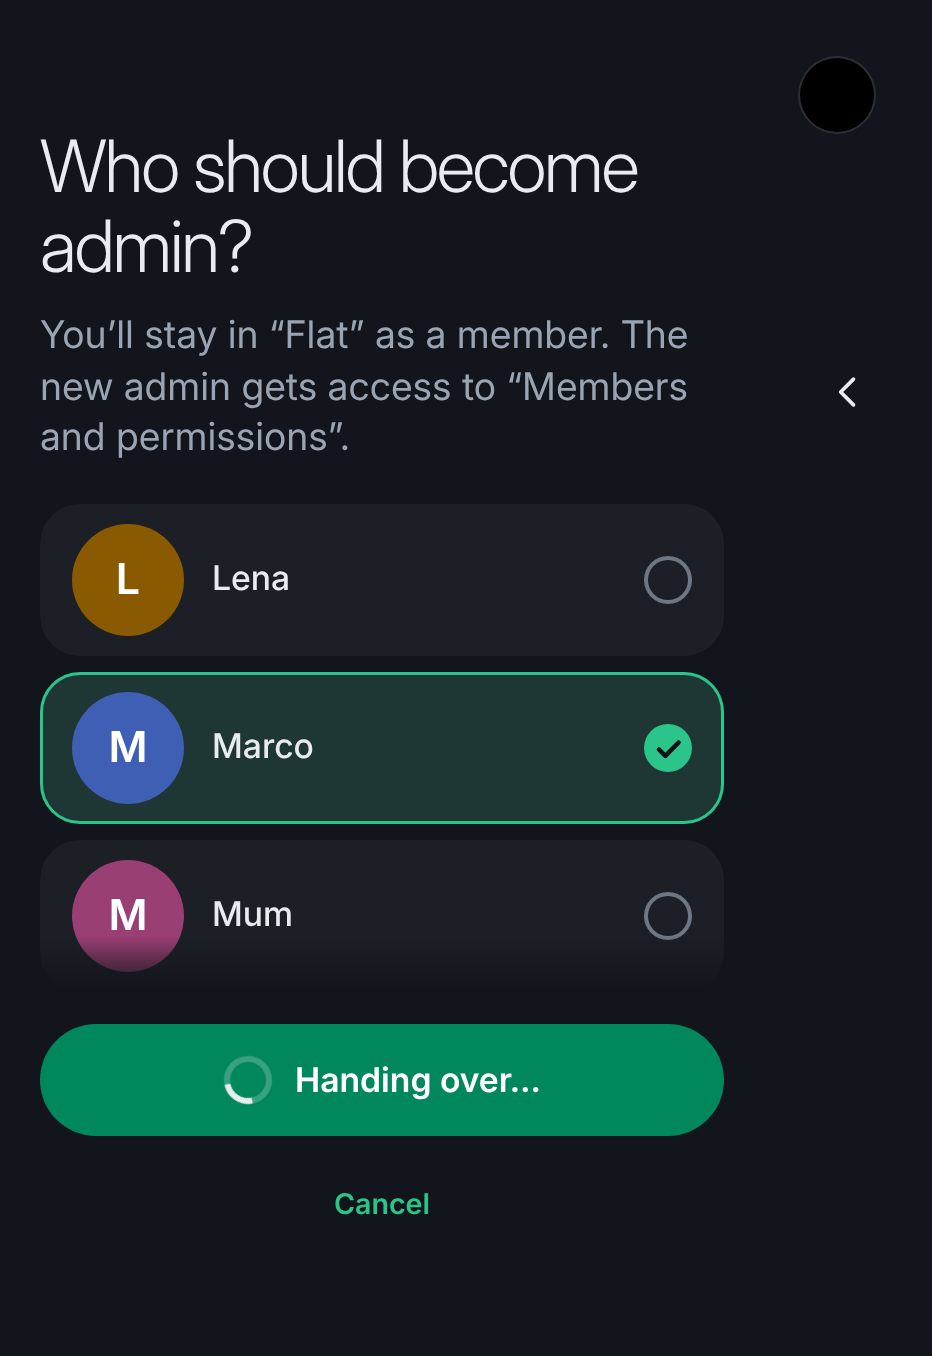 Who should become
admin?
You’ll stay in “Flat” as a member. The
new admin gets access to “Members
and permissions”.
L Lena
M Marco
M Mum
Handing over…
Cancel